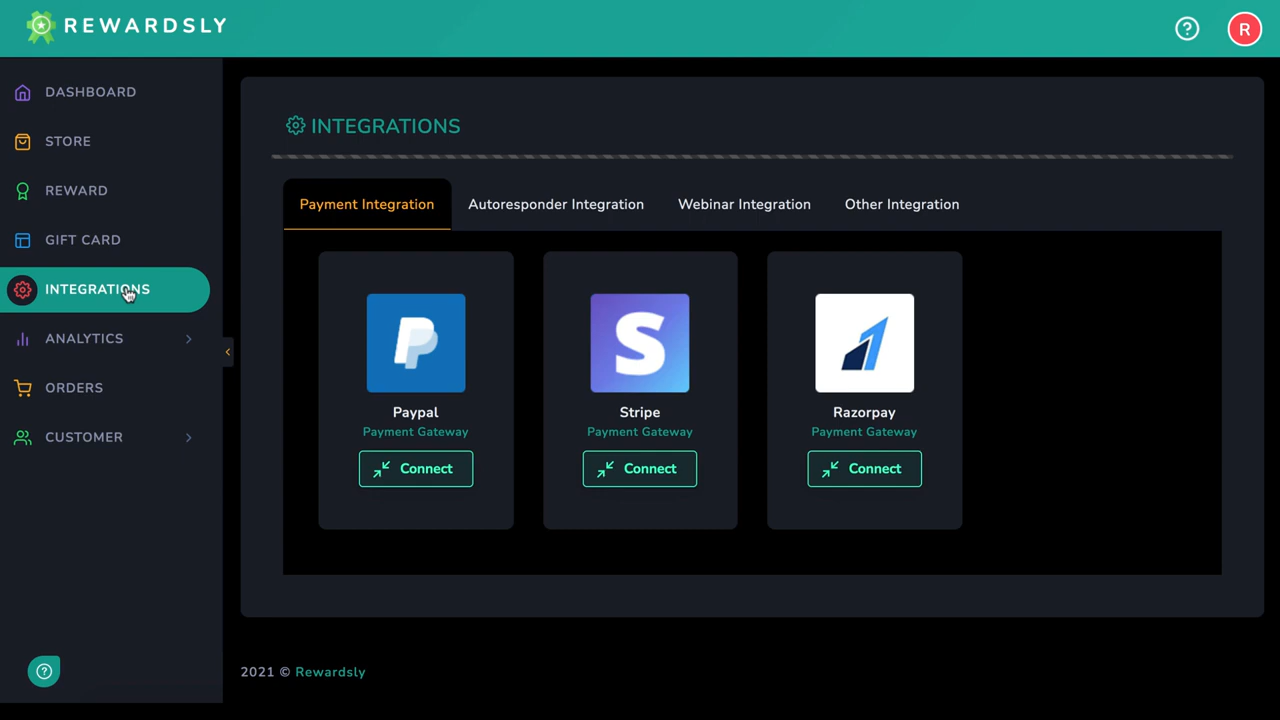 REWARDSLY
R
DASHBOARD
STORE
REWARD
GIFT CARD
INTEGRATIONS
ANALYTICS
ORDERS
CUSTOMER
INTEGRATIONS
Payment Integration
Autoresponder Integration
Webinar Integration
Other Integration
Paypal
Payment Gateway
Connect
Stripe
Payment Gateway
Connect
Razorpay
Payment Gateway
Connect
2021 © Rewardsly